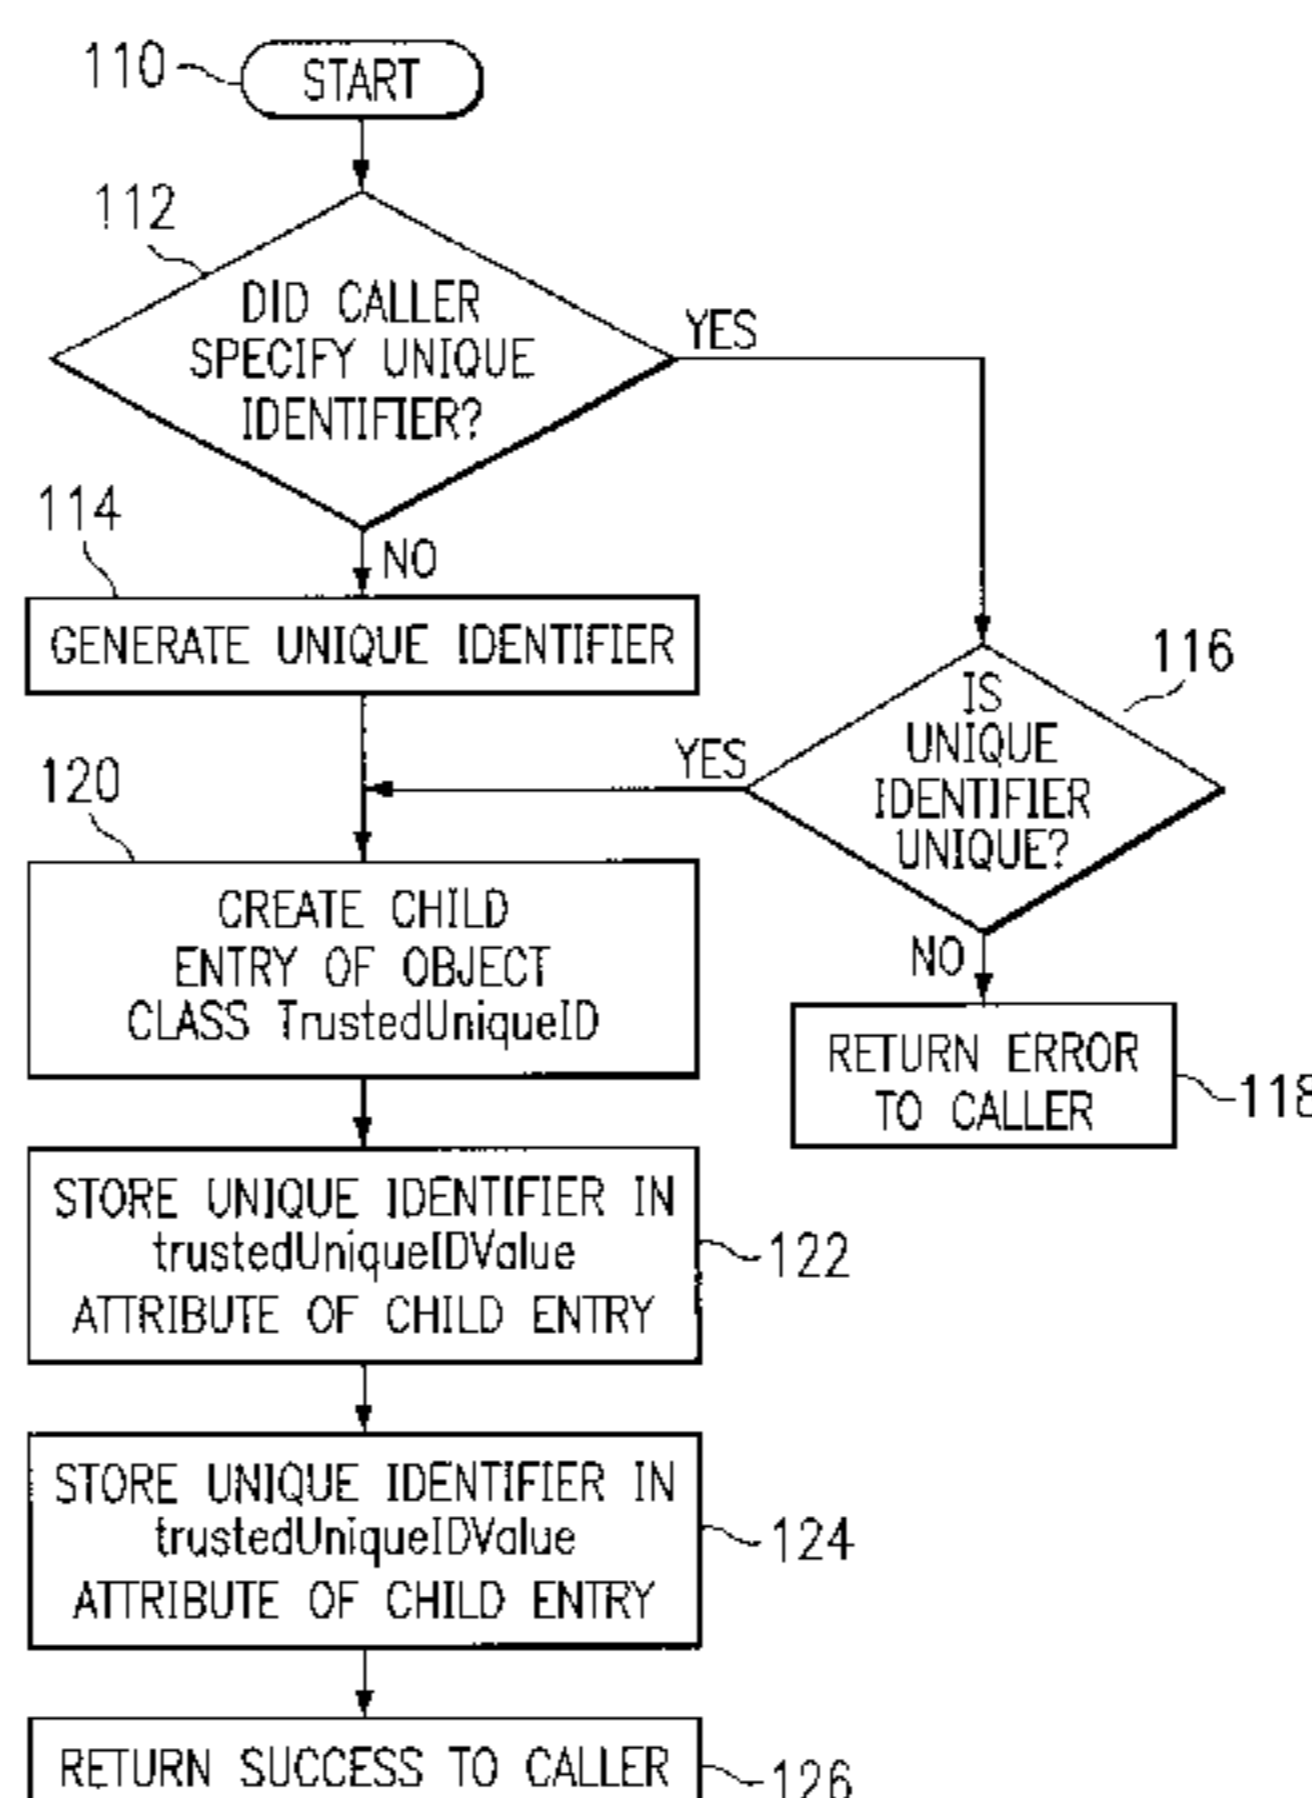 110
START
112
DID CALLER
SPECIFY UNIQUE
IDENTIFIER?
YES
114
NO
GENERATE UNIQUE IDENTIFIER
116
IS
UNIQUE
IDENTIFIER
UNIQUE?
YES
120
CREATE CHILD
ENTRY OF OBJECT
CLASS TrustedUniqueID
NO
RETURN ERROR
TO CALLER
118
STORE UNIQUE IDENTIFIER IN
trustedUniqueIDValue
ATTRIBUTE OF CHILD ENTRY
122
STORE UNIQUE IDENTIFIER IN
trustedUniqueIDValue
ATTRIBUTE OF CHILD ENTRY
124
RETURN SUCCESS TO CALLER
126